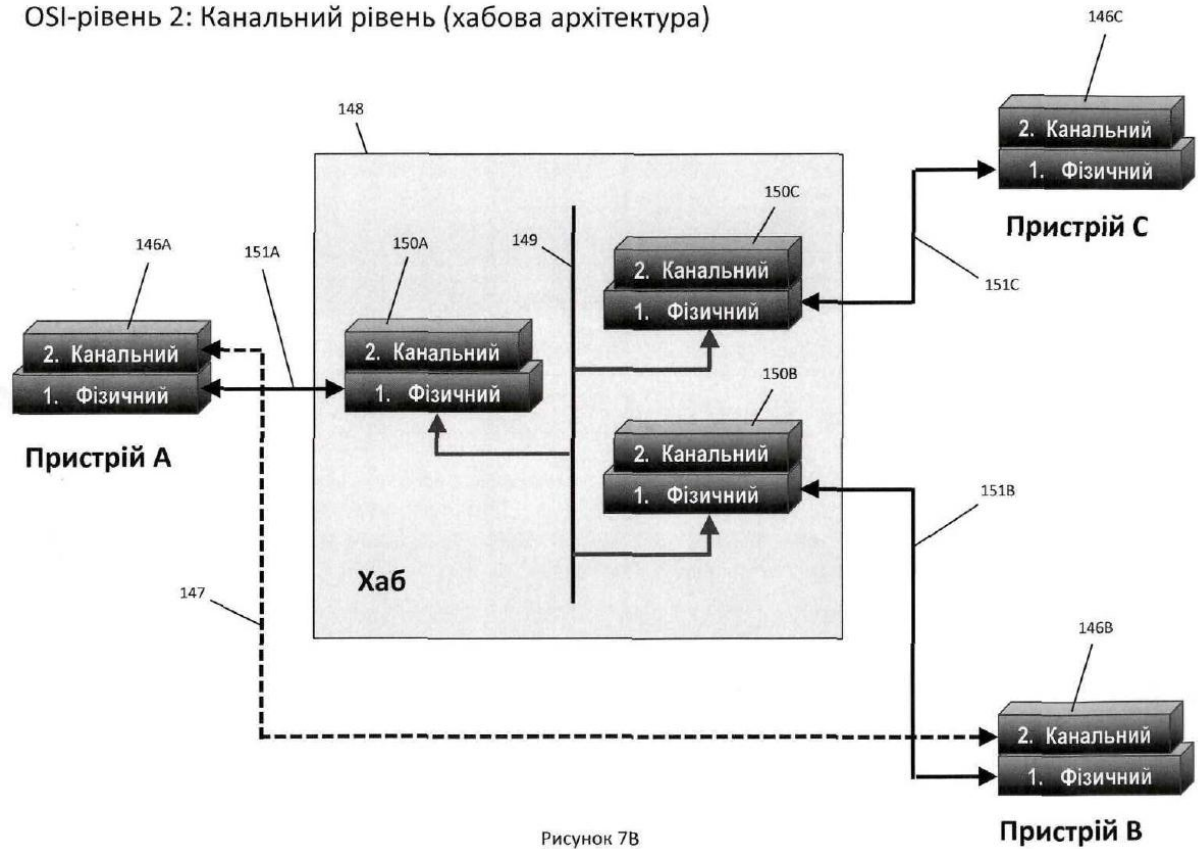 OSI-рівень 2: Канальний рівень (хабова архітектура)
146C
148
2. Канальний
1. Фізичний
Пристрій C
150C
146A
151A
150A
149
2. Канальний
1. Фізичний
151C
2. Канальний
1. Фізичний
2. Канальний
1. Фізичний
150B
Пристрій A
2. Канальний
1. Фізичний
151B
Хаб
147
146B
2. Канальний
1. Фізичний
Пристрій B
Рисунок 7B